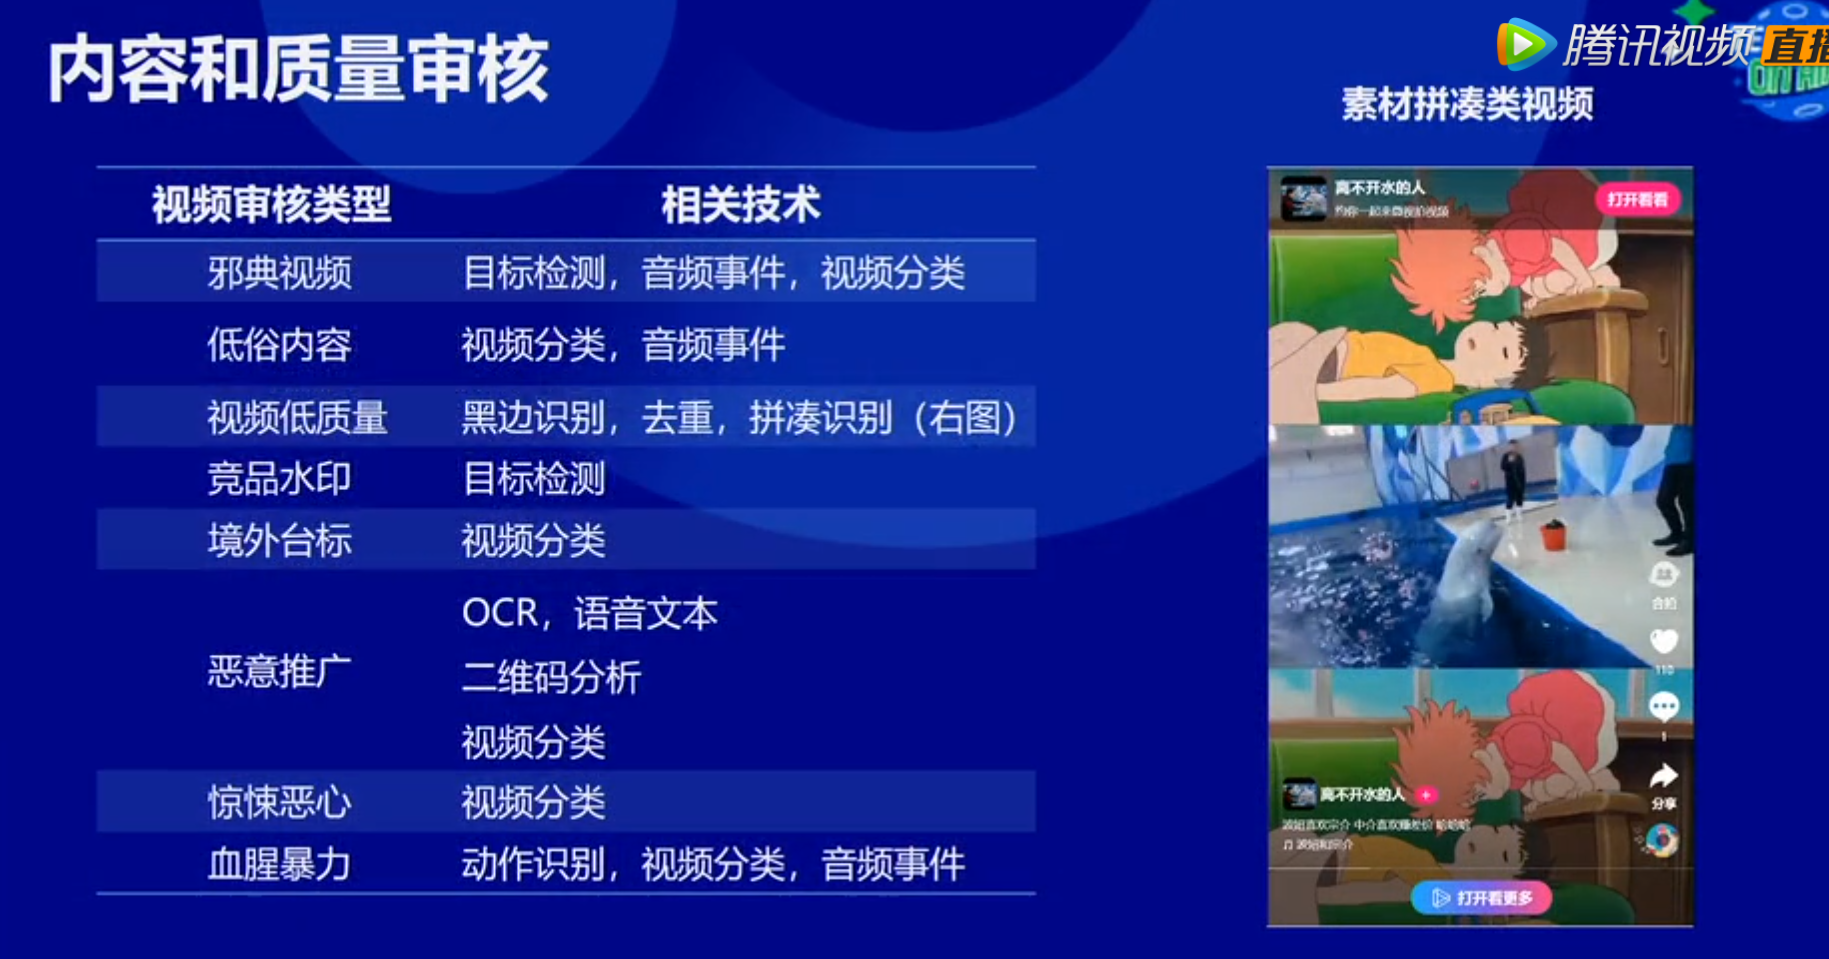 内容和质量审核
腾讯视频 直播
ON AIR
素材拼凑类视频
视频审核类型 相关技术
邪典视频 目标检测，音频事件，视频分类
低俗内容 视频分类，音频事件
视频低质量 黑边识别，去重，拼凑识别（右图）
竞品水印 目标检测
境外台标 视频分类
恶意推广 OCR，语音文本
二维码分析
视频分类
惊悚恶心 视频分类
血腥暴力 动作识别，视频分类，音频事件
离不开水的人
打开看看
合拍
110
1
分享
离不开水的人
打开看更多